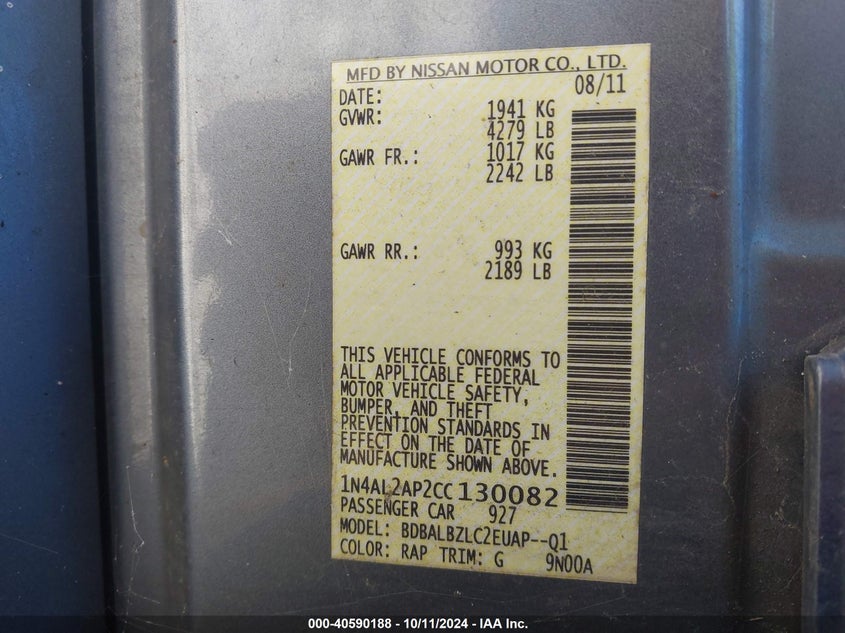 MFD BY NISSAN MOTOR CO., LTD.
DATE: 08/11
GVWR: 1941 KG
4279 LB
GAWR FR.: 1017 KG
2242 LB
GAWR RR.: 993 KG
2189 LB
THIS VEHICLE CONFORMS TO
ALL APPLICABLE FEDERAL
MOTOR VEHICLE SAFETY,
BUMPER, AND THEFT
PREVENTION STANDARDS IN
EFFECT ON THE DATE OF
MANUFACTURE SHOWN ABOVE.
1N4AL2AP2CC130082
PASSENGER CAR 927
MODEL: BDBALBZLC2EUAP--Q1
COLOR: RAP TRIM: G 9N00A
000-40590188 - 10/11/2024 - IAA Inc.